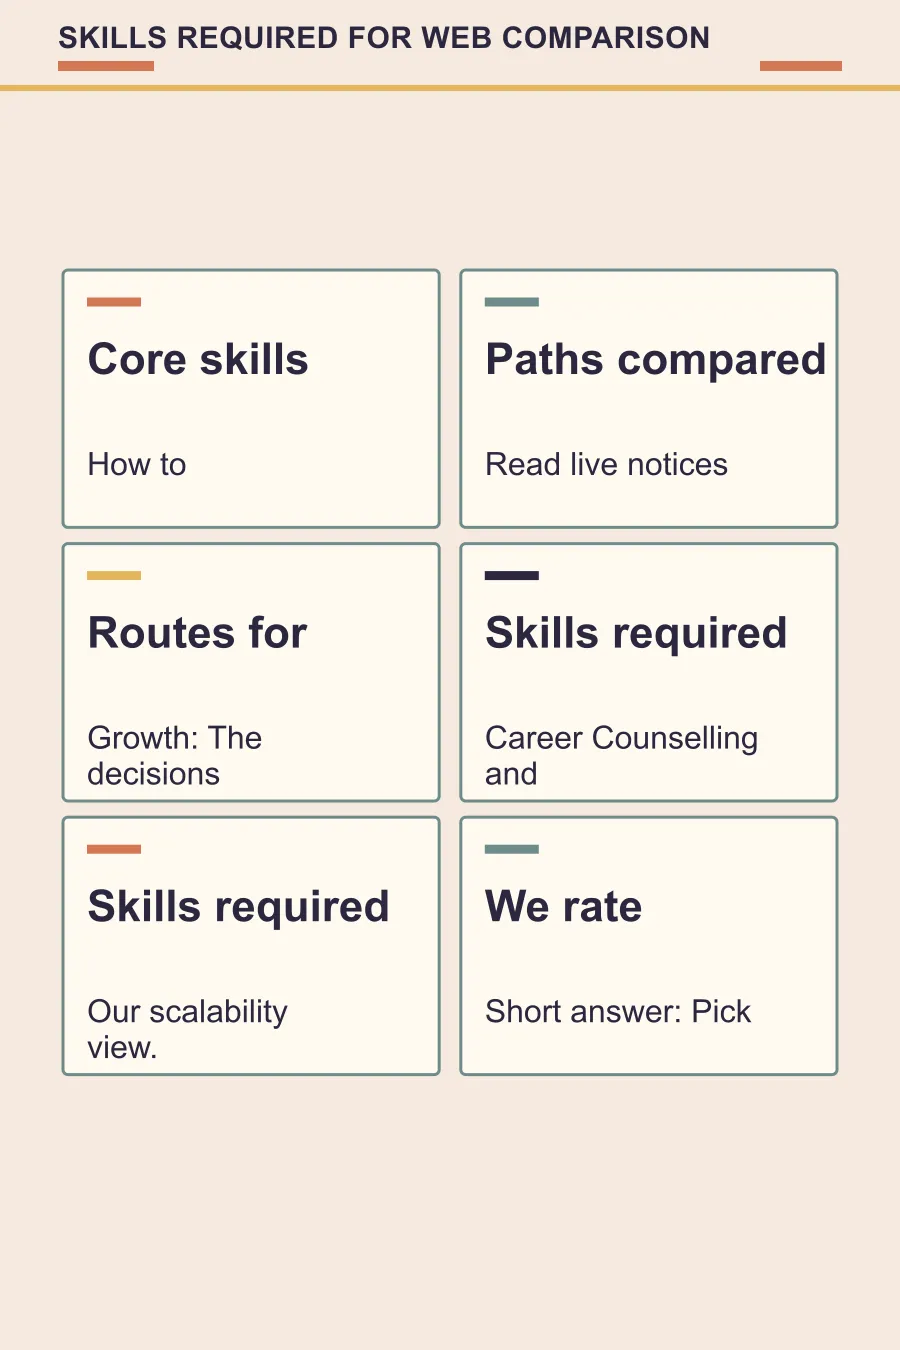 SKILLS REQUIRED FOR WEB COMPARISON
Core skills
How to
Paths compared
Read live notices
Routes for
Growth: The
decisions
Skills required
Career Counselling
and
Skills required
Our scalability
view.
We rate
Short answer: Pick